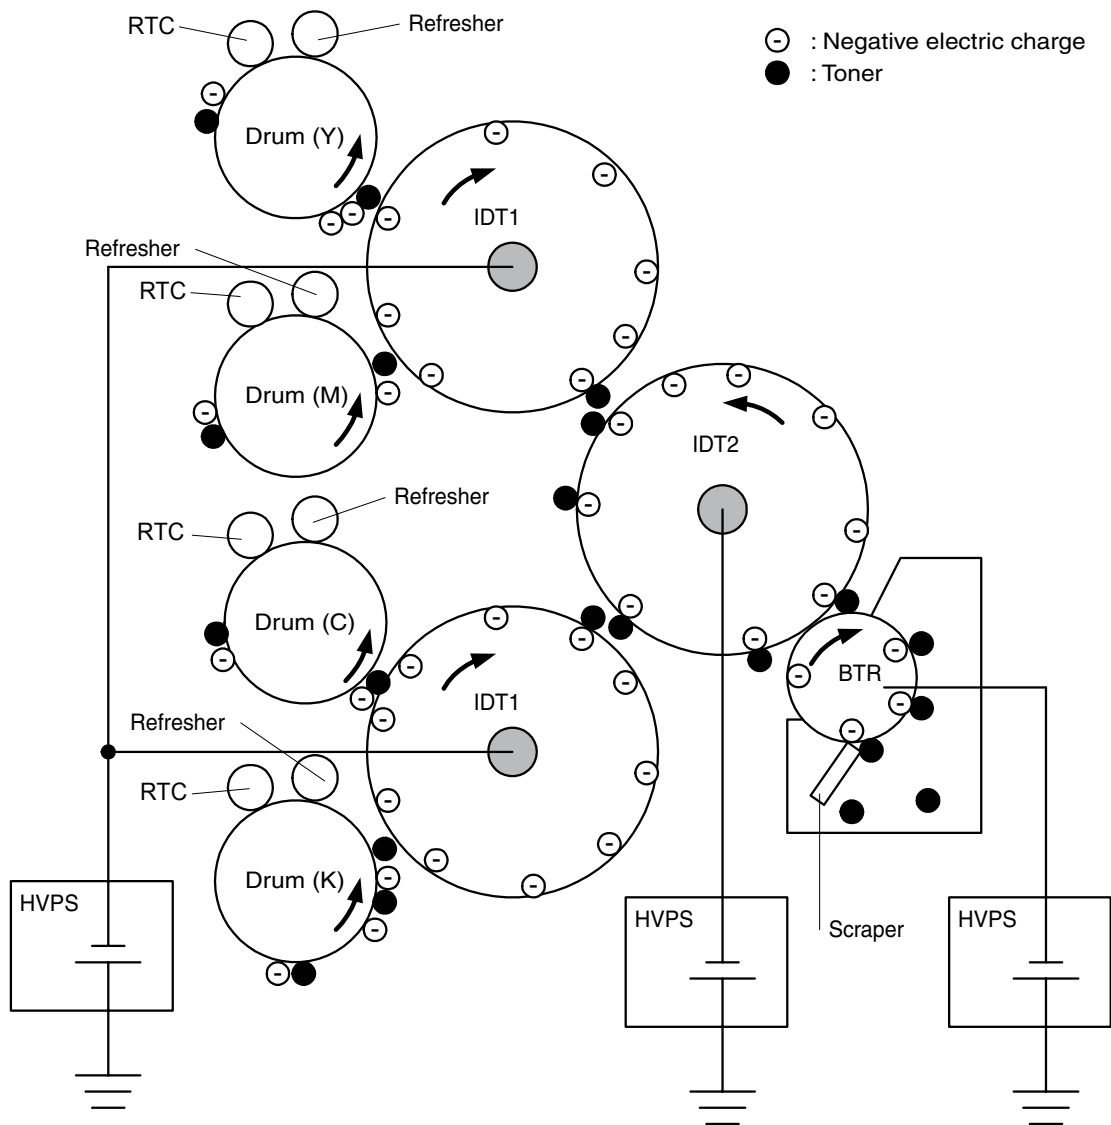 RTC
Refresher
⊖ : Negative electric charge
● : Toner
Drum (Y)
IDT1
Refresher
RTC
Drum (M)
IDT2
Refresher
RTC
Drum (C)
BTR
IDT1
Refresher
RTC
Drum (K)
HVPS
HVPS
Scraper
HVPS